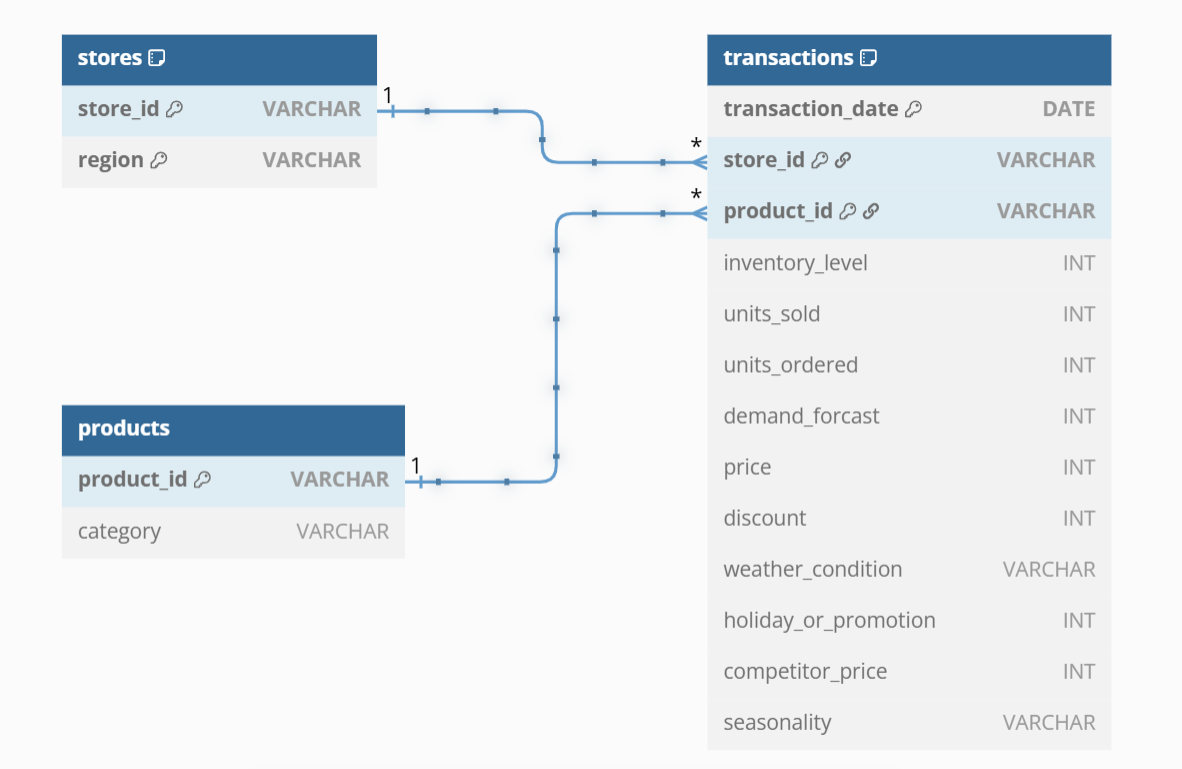 stores
store_id VARCHAR
region VARCHAR
1
*
*
transactions
transaction_date DATE
store_id VARCHAR
product_id VARCHAR
inventory_level INT
units_sold INT
units_ordered INT
demand_forcast INT
price INT
discount INT
weather_condition VARCHAR
holiday_or_promotion INT
competitor_price INT
seasonality VARCHAR
products
product_id VARCHAR
category VARCHAR
1